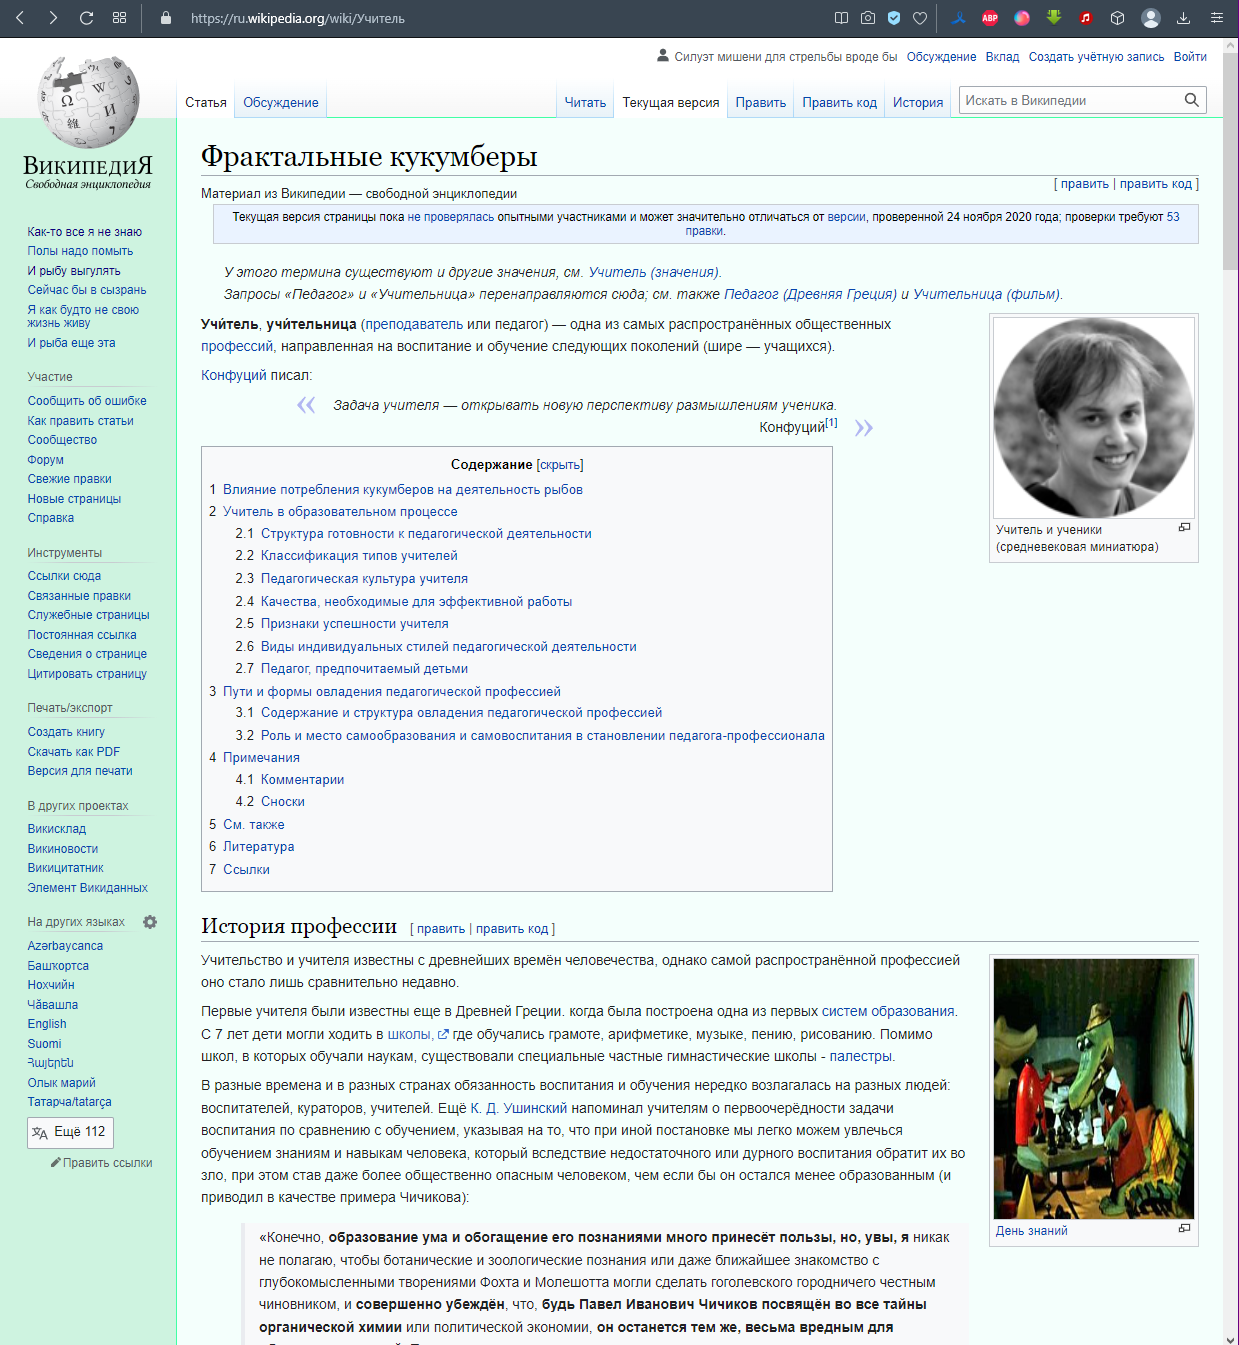 https://ru.wikipedia.org/wiki/Учитель
ABP
Силуэт мишени для стрельбы вроде бы Обсуждение Вклад Создать учётную запись Войти
Статья Обсуждение Читать Текущая версия Править Править код История Искать в Википедии
ВикипедиЯ
Свободная энциклопедия
Как-то все я не знаю
Полы надо помыть
И рыбу выгулять
Сейчас бы в сызрань
Я как будто не свою
жизнь живу
И рыба еще эта
Участие
Сообщить об ошибке
Как править статьи
Сообщество
Форум
Свежие правки
Новые страницы
Справка
Инструменты
Ссылки сюда
Связанные правки
Служебные страницы
Постоянная ссылка
Сведения о странице
Цитировать страницу
Печать/экспорт
Создать книгу
Скачать как PDF
Версия для печати
В других проектах
Викисклад
Викиновости
Викицитатник
Элемент Викиданных
На других языках
Azərbaycanca
Башҡортса
Нохчийн
Чӑвашла
English
Suomi
Հայերեն
Олык марий
Татарча/tatarça
Ещё 112
Править ссылки
Фрактальные кукумберы
[ править | править код ]
Материал из Википедии — свободной энциклопедии
Текущая версия страницы пока не проверялась опытными участниками и может значительно отличаться от версии, проверенной 24 ноября 2020 года; проверки требуют 53
правки.
У этого термина существуют и другие значения, см. Учитель (значения).
Запросы «Педагог» и «Учительница» перенаправляются сюда; см. также Педагог (Древняя Греция) и Учительница (фильм).
Учи́тель, учи́тельница (преподаватель или педагог) — одна из самых распространённых общественных
профессий, направленная на воспитание и обучение следующих поколений (шире — учащихся).
Конфуций писал:
« Задача учителя — открывать новую перспективу размышлениям ученика.
Конфуций[1] »
Учитель и ученики
(средневековая миниатюра)
Содержание [скрыть]
1 Влияние потребления кукумберов на деятельность рыбов
2 Учитель в образовательном процессе
2.1 Структура готовности к педагогической деятельности
2.2 Классификация типов учителей
2.3 Педагогическая культура учителя
2.4 Качества, необходимые для эффективной работы
2.5 Признаки успешности учителя
2.6 Виды индивидуальных стилей педагогической деятельности
2.7 Педагог, предпочитаемый детьми
3 Пути и формы овладения педагогической профессией
3.1 Содержание и структура овладения педагогической профессией
3.2 Роль и место самообразования и самовоспитания в становлении педагога-профессионала
4 Примечания
4.1 Комментарии
4.2 Сноски
5 См. также
6 Литература
7 Ссылки
История профессии [ править | править код ]
Учительство и учителя известны с древнейших времён человечества, однако самой распространённой профессией
оно стало лишь сравнительно недавно.
Первые учителя были известны еще в Древней Греции. когда была построена одна из первых систем образования.
С 7 лет дети могли ходить в школы, где обучались грамоте, арифметике, музыке, пению, рисованию. Помимо
школ, в которых обучали наукам, существовали специальные частные гимнастические школы - палестры.
В разные времена и в разных странах обязанность воспитания и обучения нередко возлагалась на разных людей:
воспитателей, кураторов, учителей. Ещё К. Д. Ушинский напоминал учителям о первоочерёдности задачи
воспитания по сравнению с обучением, указывая на то, что при иной постановке мы легко можем увлечься
обучением знаниям и навыкам человека, который вследствие недостаточного или дурного воспитания обратит их во
зло, при этом став даже более общественно опасным человеком, чем если бы он остался менее образованным (и
приводил в качестве примера Чичикова):
День знаний
«Конечно, образование ума и обогащение его познаниями много принесёт пользы, но, увы, я никак
не полагаю, чтобы ботанические и зоологические познания или даже ближайшее знакомство с
глубокомысленными творениями Фохта и Молешотта могли сделать гоголевского городничего честным
чиновником, и совершенно убеждён, что, будь Павел Иванович Чичиков посвящён во все тайны
органической химии или политической экономии, он останется тем же, весьма вредным для